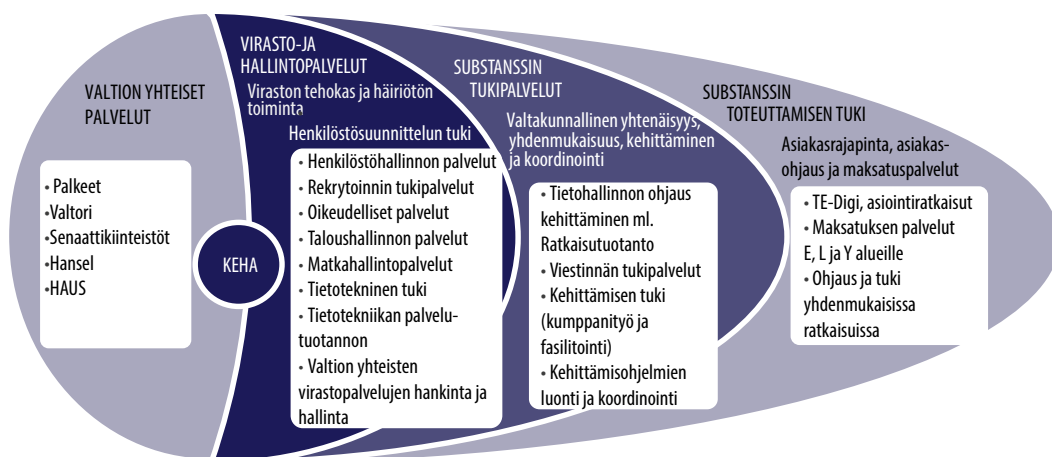 VALTION YHTEISET
PALVELUT
• Palkeet
•Valtori
•Senaattikiinteistöt
•Hansel
•HAUS
KEHA
VIRASTO-JA
HALLINTOPALVELUT
Viraston tehokas ja häiriötön
toiminta
Henkilöstösuunnittelun tuki
• Henkilöstöhallinnon palvelut
• Rekrytoinnin tukipalvelut
• Oikeudelliset palvelut
• Taloushallinnon palvelut
• Matkahallintopalvelut
• Tietotekninen tuki
• Tietotekniikan palvelu-
tuotannon
• Valtion yhteisten
virastopalvelujen hankinta ja
hallinta
SUBSTANSSIN
TUKIPALVELUT
Valtakunnallinen yhtenäisyys,
yhdenmukaisuus, kehittäminen
ja koordinointi
• Tietohallinnon ohjaus
kehittäminen ml.
Ratkaisutuotanto
• Viestinnän tukipalvelut
• Kehittämisen tuki
(kumppanityö ja
fasilitointi)
• Kehittämisohjelmien
luonti ja koordinointi
SUBSTANSSIN
TOTEUTTAMISEN TUKI
Asiakasrajapinta, asiakas-
ohjaus ja maksatuspalvelut
• TE-Digi, asiointiratkaisut
• Maksatuksen palvelut
E, L ja Y alueille
• Ohjaus ja tuki
yhdenmukaisissa
ratkaisuissa